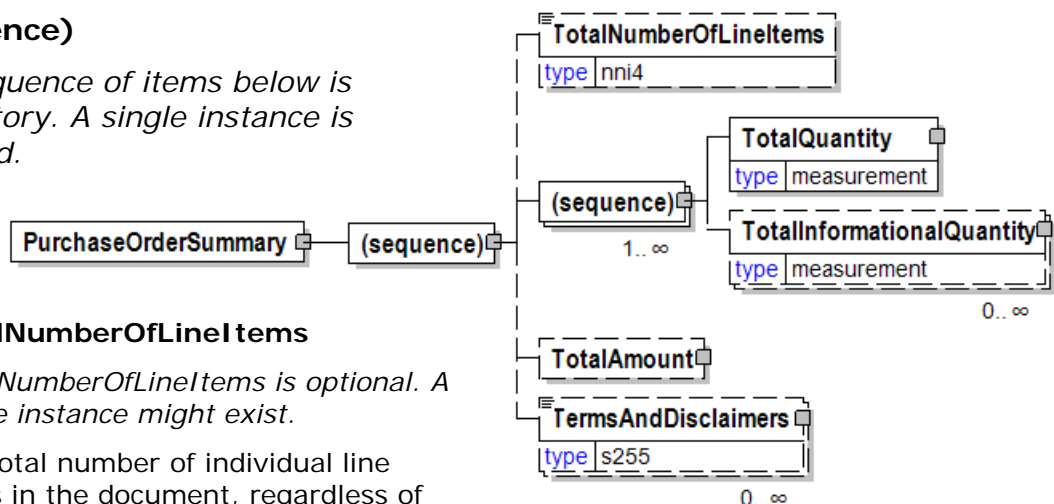 ence)
quence of items below is
tory. A single instance is
d.
lNumberOfLineItems
NumberOfLineItems is optional. A
e instance might exist.
otal number of individual line
s in the document, regardless of
PurchaseOrderSummary
(sequence)
TotalNumberOfLineItems
type nni4
(sequence)
1.. ∞
TotalQuantity
type measurement
TotalInformationalQuantity
type measurement
0.. ∞
TotalAmount
TermsAndDisclaimers
type s255
0.. ∞